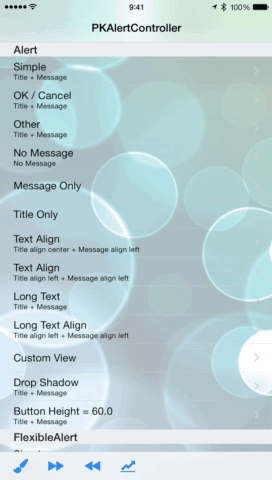 9:41
100%
PKAlertController
Alert
Simple
Title + Message
OK / Cancel
Title + Message
Other
Title + Message
No Message
No Message
Message Only
Title Only
Text Align
Title align center + Message align left
Text Align
Title align left + Message align left
Long Text
Title + Message
Long Text Align
Title align left + Message align left
Custom View
Drop Shadow
Title + Message
Button Height = 60.0
Title + Message
FlexibleAlert